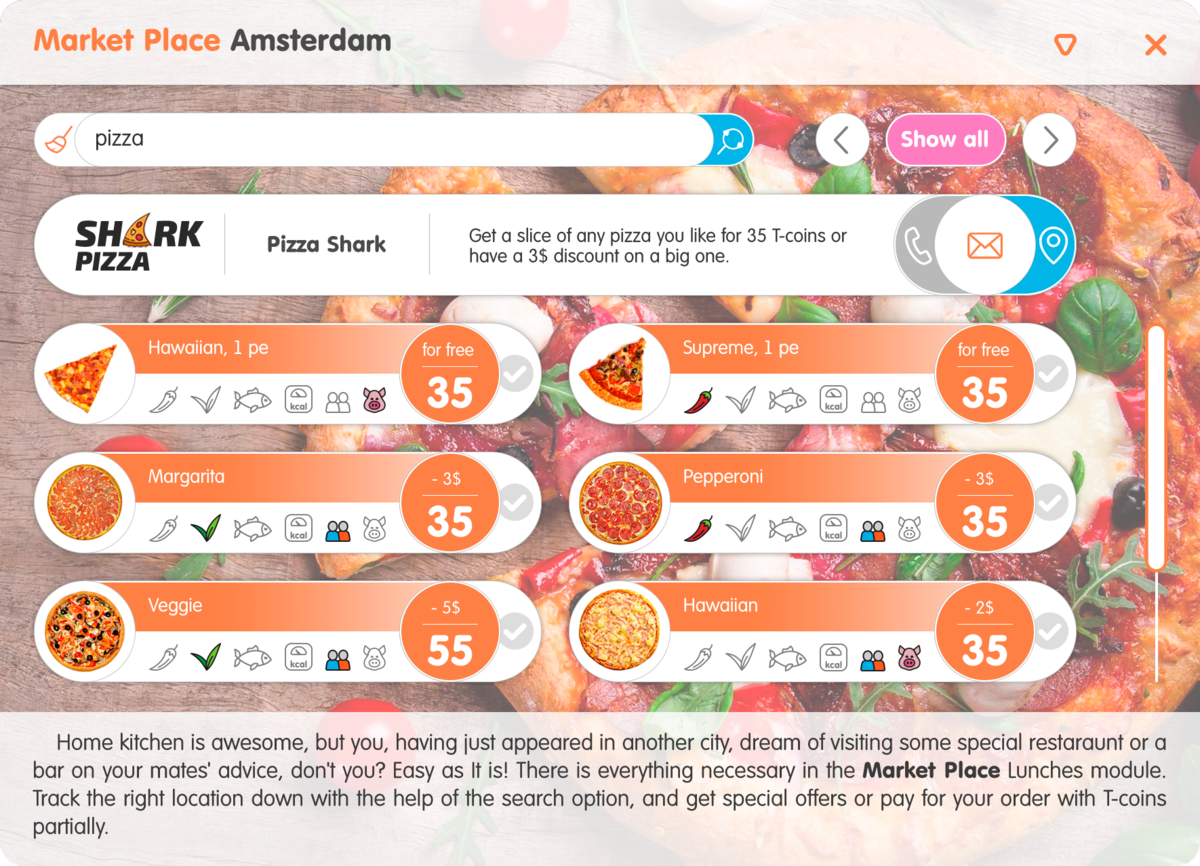 Market Place Amsterdam
pizza
Show all
SHARK
PIZZA
Pizza Shark
Get a slice of any pizza you like for 35 T-coins or
have a 3$ discount on a big one.
Hawaiian, 1 pe
for free
35
kcal
Supreme, 1 pe
for free
35
kcal
Margarita
- 3$
35
kcal
Pepperoni
- 3$
35
kcal
Veggie
- 5$
55
kcal
Hawaiian
- 2$
35
kcal
Home kitchen is awesome, but you, having just appeared in another city, dream of visiting some special restaraunt or a
bar on your mates' advice, don't you? Easy as It is! There is everything necessary in the Market Place Lunches module.
Track the right location down with the help of the search option, and get special offers or pay for your order with T-coins
partially.